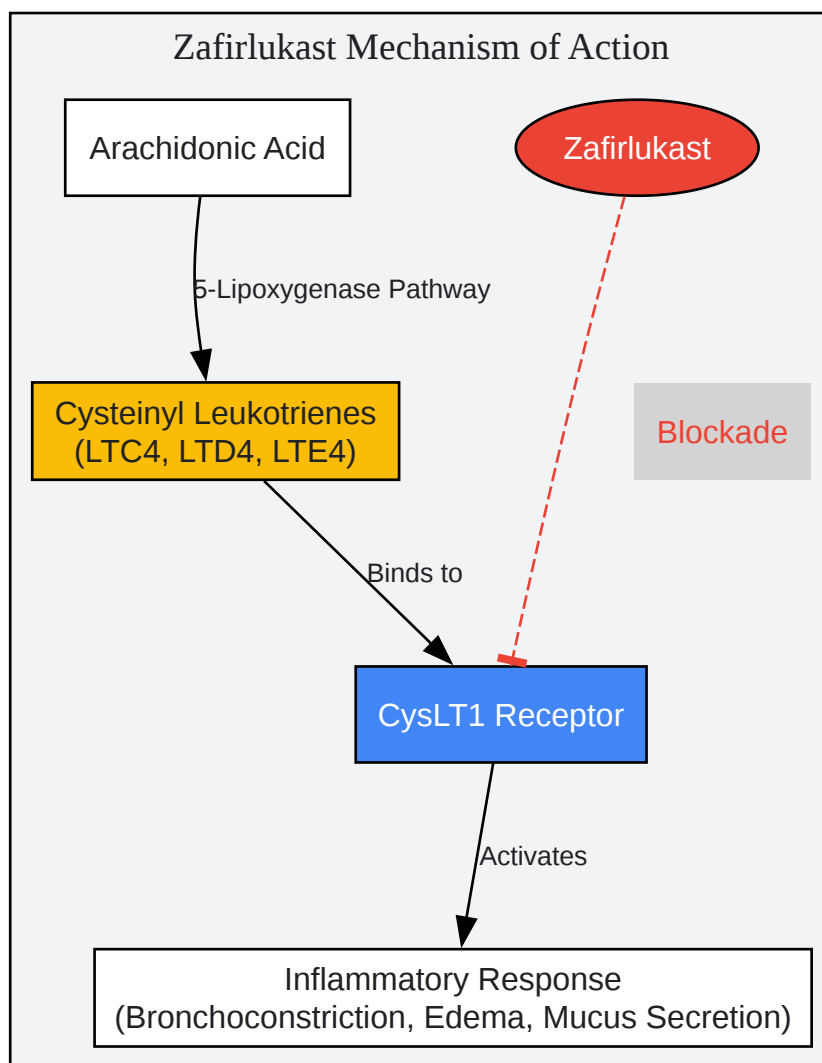 Zafirlukast Mechanism of Action
Arachidonic Acid
Zafirlukast
5-Lipoxygenase Pathway
Cysteinyl Leukotrienes
(LTC4, LTD4, LTE4)
Blockade
Binds to
CysLT1 Receptor
Activates
Inflammatory Response
(Bronchoconstriction, Edema, Mucus Secretion)